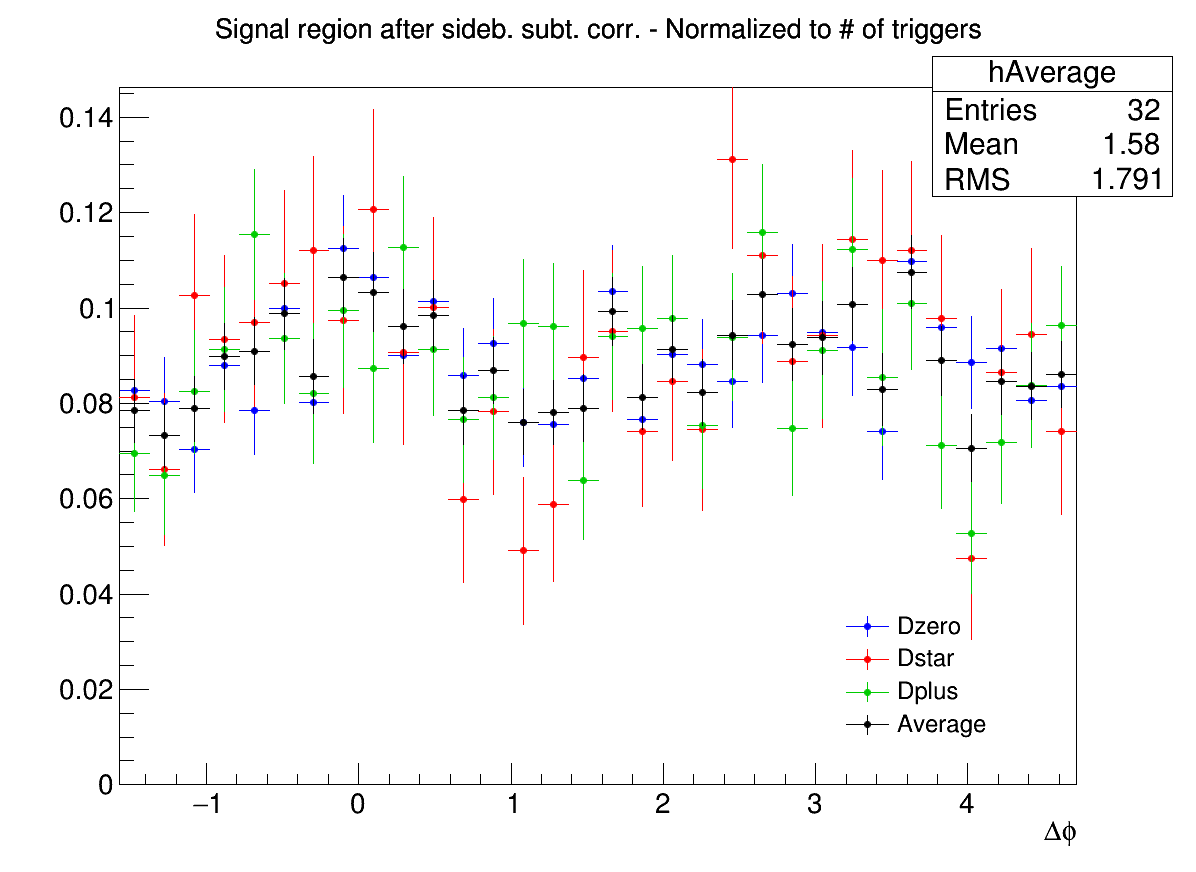 Signal region after sideb. subt. corr. - Normalized to # of triggers
hAverage
Entries 32
Mean 1.58
RMS 1.791
0.14
0.12
0.1
0.08
0.06
0.04
0.02
0
Dzero
Dstar
Dplus
Average
−1 0 1 2 3 4
Δϕ